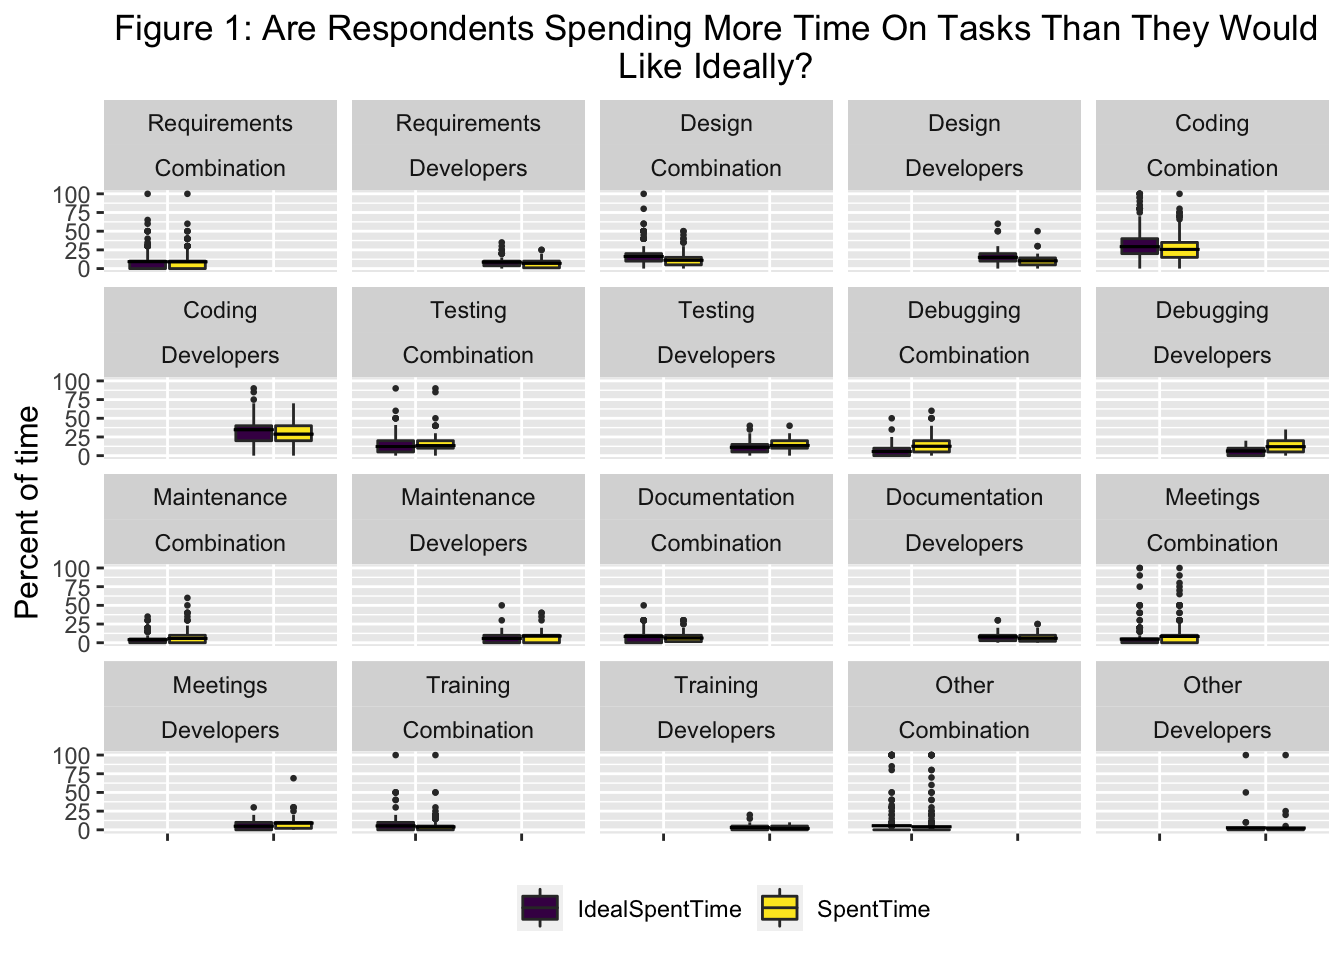 Figure 1: Are Respondents Spending More Time On Tasks Than They Would
Like Ideally?
Requirements
Combination
Requirements
Developers
Design
Combination
Design
Developers
Coding
Combination
100
75
50
25
0
Coding
Developers
Testing
Combination
Testing
Developers
Debugging
Combination
Debugging
Developers
100
75
50
25
0
Maintenance
Combination
Maintenance
Developers
Documentation
Combination
Documentation
Developers
Meetings
Combination
100
75
50
25
0
Meetings
Developers
Training
Combination
Training
Developers
Other
Combination
Other
Developers
100
75
50
25
0
Percent of time
IdealSpentTime
SpentTime